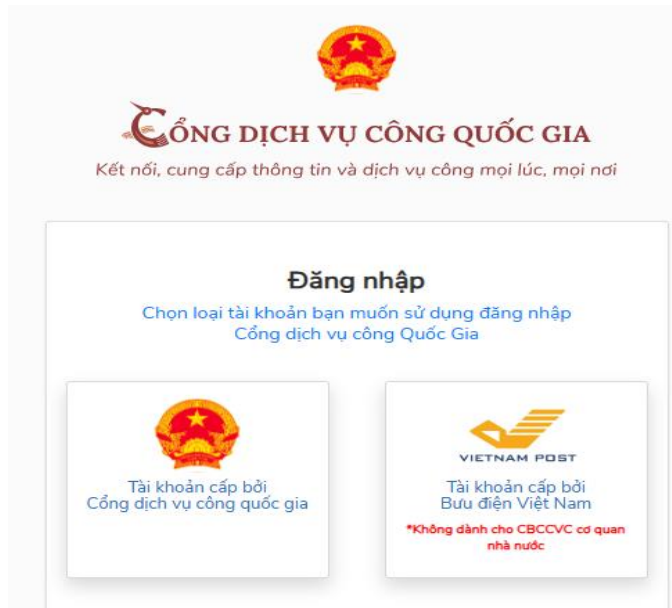 CỔNG DỊCH VỤ CÔNG QUỐC GIA
Kết nối, cung cấp thông tin và dịch vụ công mọi lúc, mọi nơi
Đăng nhập
Chọn loại tài khoản bạn muốn sử dụng đăng nhập
Cổng dịch vụ công Quốc Gia
Tài khoản cấp bởi
Cổng dịch vụ công quốc gia
VIETNAM POST
Tài khoản cấp bởi
Bưu điện Việt Nam
*Không dành cho CBCCVC cơ quan
nhà nước